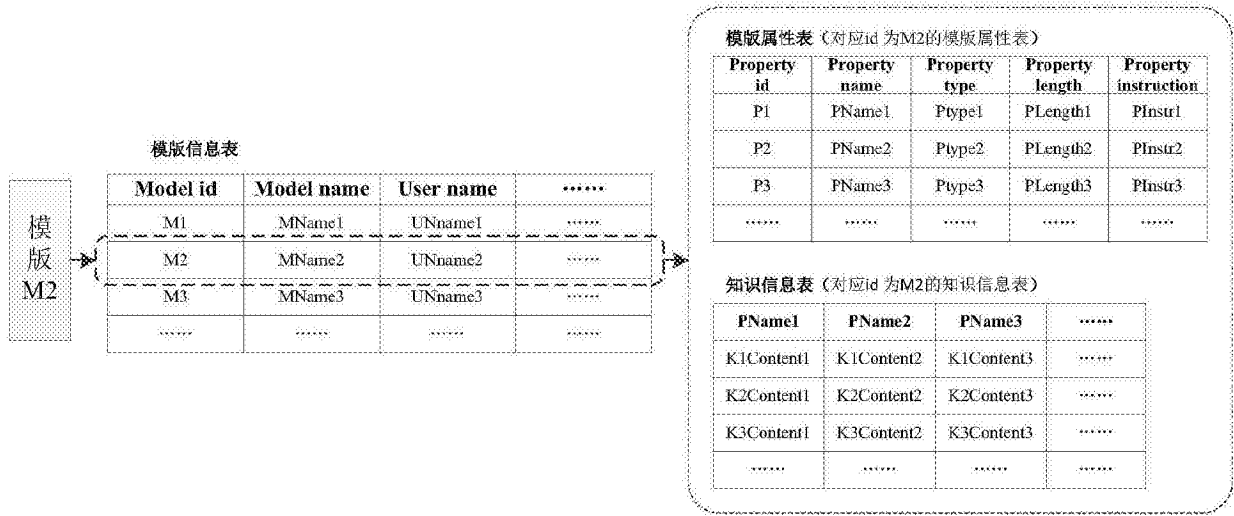 模
版
M2
模版信息表
Model id Model name User name ……
M1 MName1 UNname1 ……
M2 MName2 UNname2 ……
M3 MName3 UNname3 ……
…… …… …… ……
模版属性表（对应id 为M2的模版属性表）
Property id Property name Property type Property length Property instruction
P1 PName1 Ptype1 PLength1 PInstr1
P2 PName2 Ptype2 PLength2 PInstr2
P3 PName3 Ptype3 PLength3 PInstr3
…… …… …… …… ……
知识信息表（对应id 为M2的知识信息表）
PName1 PName2 PName3 ……
K1Content1 K1Content2 K1Content3 ……
K2Content1 K2Content2 K2Content3 ……
K3Content1 K3Content2 K3Content3 ……
…… …… …… ……